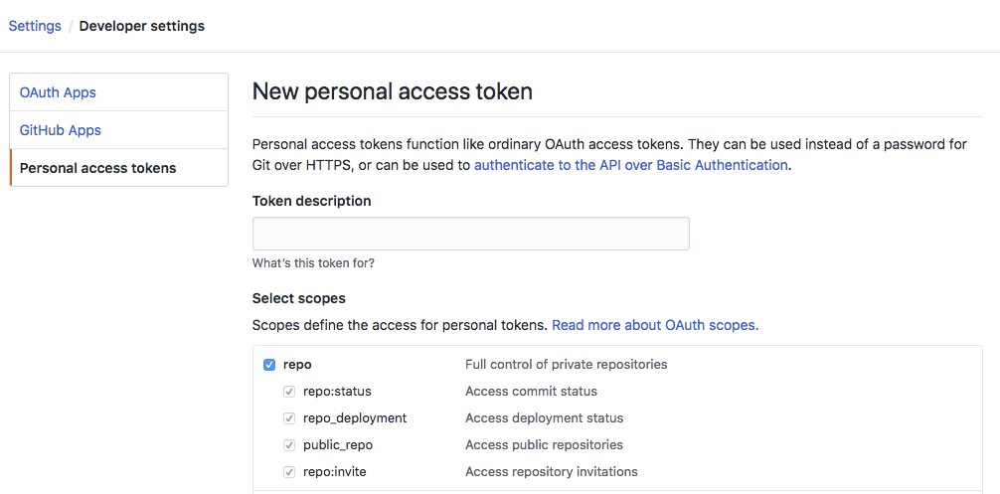 Settings / Developer settings
OAuth Apps
GitHub Apps
Personal access tokens
New personal access token
Personal access tokens function like ordinary OAuth access tokens. They can be used instead of a password for
Git over HTTPS, or can be used to authenticate to the API over Basic Authentication.
Token description
What's this token for?
Select scopes
Scopes define the access for personal tokens. Read more about OAuth scopes.
repo Full control of private repositories
repo:status Access commit status
repo_deployment Access deployment status
public_repo Access public repositories
repo:invite Access repository invitations